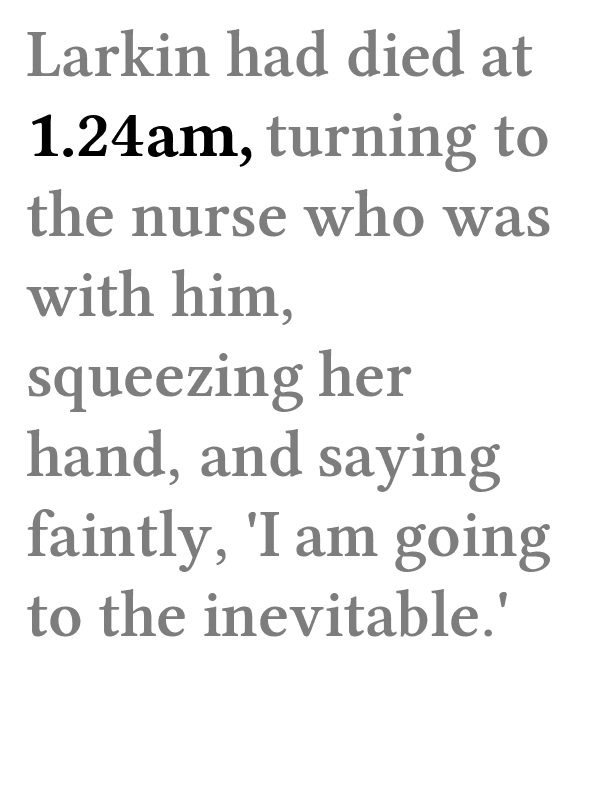 Larkin had died at
1.24am, turning to
the nurse who was
with him,
squeezing her
hand, and saying
faintly, 'I am going
to the inevitable.'